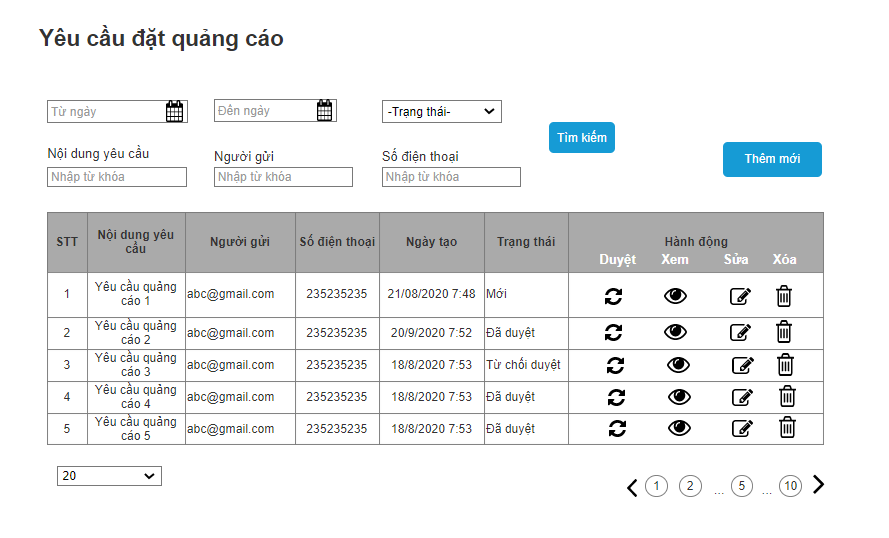 Yêu cầu đặt quảng cáo
Từ ngày
Đến ngày
-Trạng thái-
Tìm kiếm
Thêm mới
Nội dung yêu cầu
Người gửi
Số điện thoại
Nhập từ khóa
Nhập từ khóa
Nhập từ khóa
STT
Nội dung yêu
cầu
Người gửi
Số điện thoại
Ngày tạo
Trạng thái
Hành động
Duyệt
Xem
Sửa
Xóa
1
Yêu cầu quảng
cáo 1
abc@gmail.com
235235235
21/08/2020 7:48
Mới
2
Yêu cầu quảng
cáo 2
abc@gmail.com
235235235
20/9/2020 7:52
Đã duyệt
3
Yêu cầu quảng
cáo 3
abc@gmail.com
235235235
18/8/2020 7:53
Từ chối duyệt
4
Yêu cầu quảng
cáo 4
abc@gmail.com
235235235
18/8/2020 7:53
Đã duyệt
5
Yêu cầu quảng
cáo 5
abc@gmail.com
235235235
18/8/2020 7:53
Đã duyệt
20
1 2 ... 5 ... 10